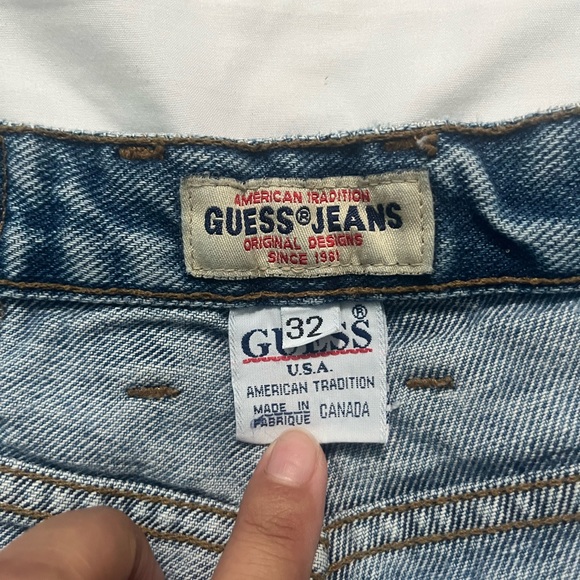 AMERICAN TRADITION
GUESS® JEANS
ORIGINAL DESIGNS
SINCE 1981
32
GUESS®
U.S.A.
AMERICAN TRADITION
MADE IN
FABRIQUE CANADA